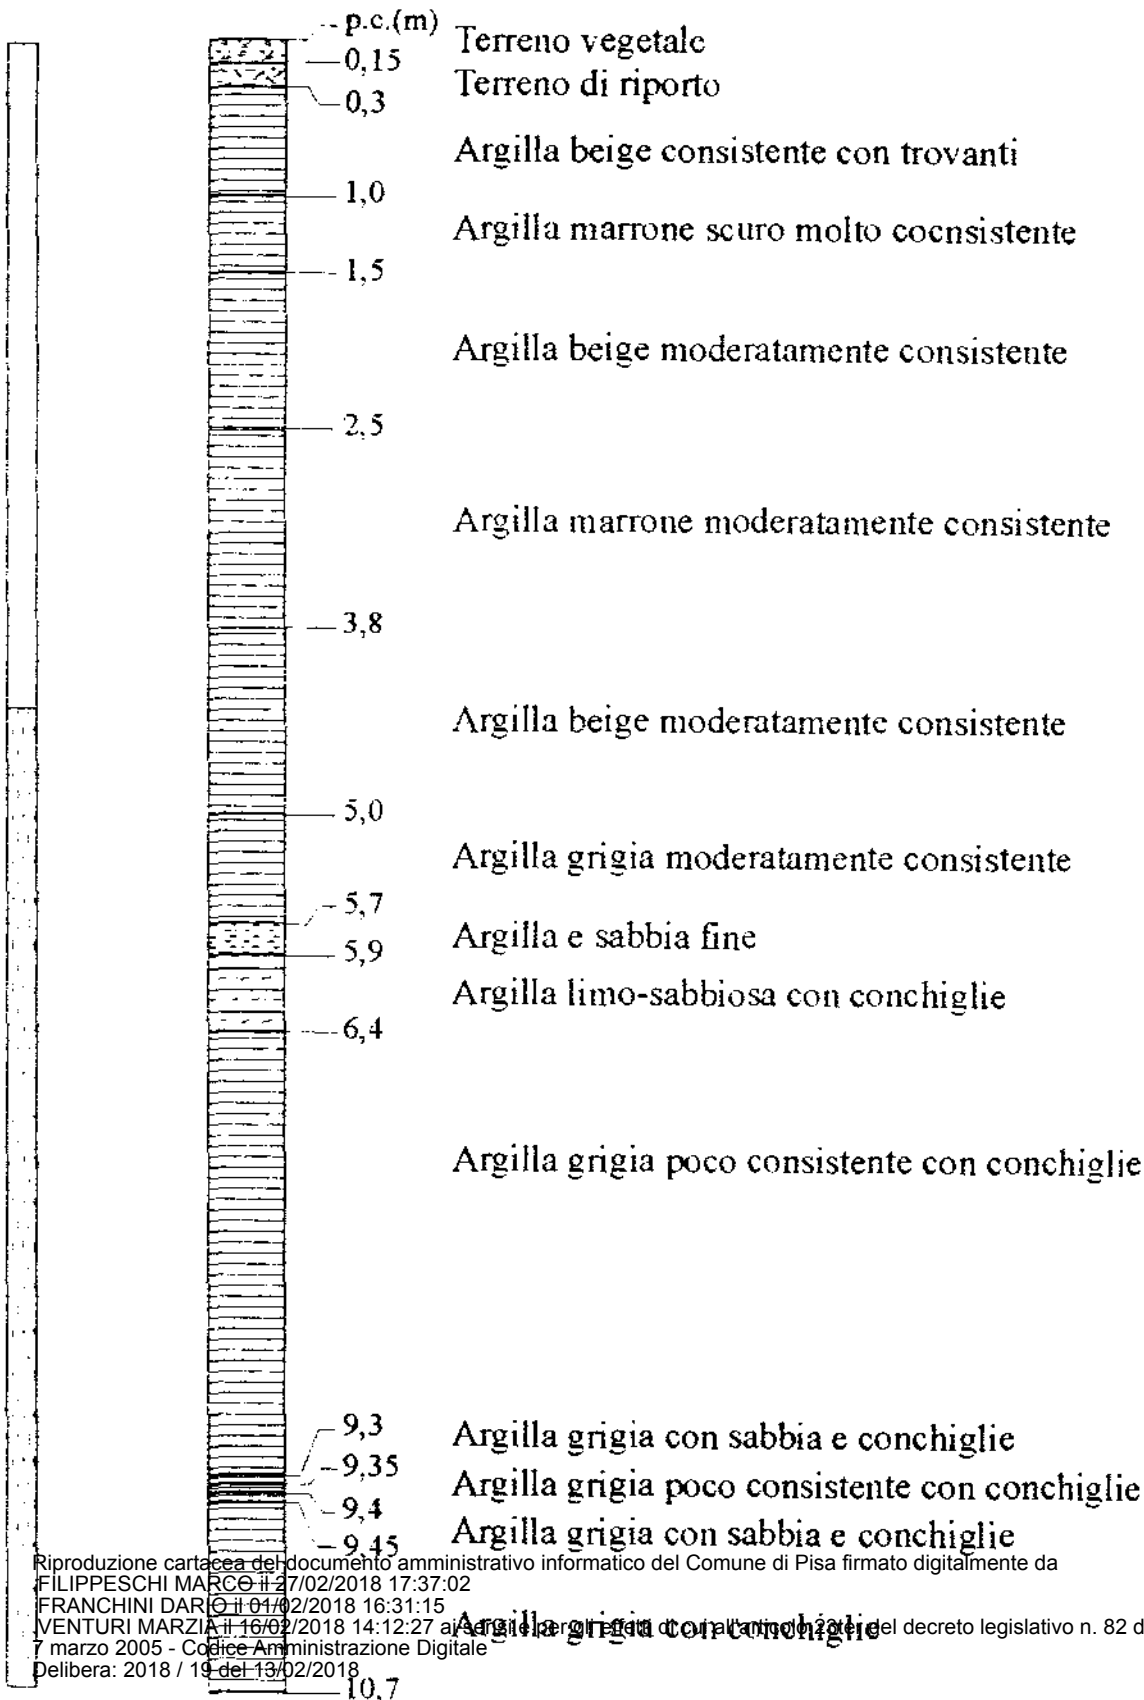 p.c.(m)
Terreno vegetale
0,15
Terreno di riporto
0,3
Argilla beige consistente con trovanti
1,0
Argilla marrone scuro molto cocnsistente
1,5
Argilla beige moderatamente consistente
2,5
Argilla marrone moderatamente consistente
3,8
Argilla beige moderatamente consistente
5,0
Argilla grigia moderatamente consistente
5,7
Argilla e sabbia fine
5,9
Argilla limo-sabbiosa con conchiglie
6,4
Argilla grigia poco consistente con conchiglie
9,3
Argilla grigia con sabbia e conchiglie
9,35
Argilla grigia poco consistente con conchiglie
9,4
Argilla grigia con sabbia e conchiglie
9,45
Riproduzione cartacea del documento amministrativo informatico del Comune di Pisa firmato digitalmente da
FILIPPESCHI MARCO il 27/02/2018 17:37:02
FRANCHINI DARIO il 01/02/2018 16:31:15
VENTURI MARZIA il 16/02/2018 14:12:27 ai sensi e per gli effetti di cui all'articolo 23ter del decreto legislativo n. 82 d
Argilla grigia con conchiglie
7 marzo 2005 - Codice Amministrazione Digitale
Delibera: 2018 / 19 del 13/02/2018
10,7